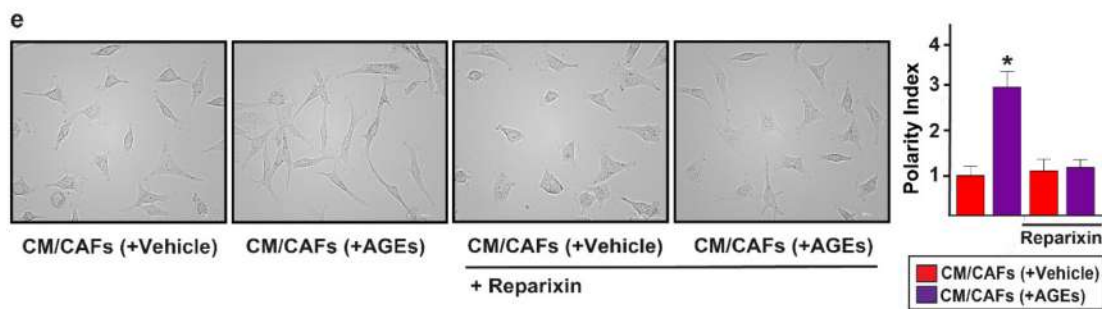 e
CM/CAFs (+Vehicle)
CM/CAFs (+AGEs)
CM/CAFs (+Vehicle)
CM/CAFs (+AGEs)
+ Reparixin
Polarity Index
4
3
2
1
*
Reparixin
CM/CAFs (+Vehicle)
CM/CAFs (+AGEs)